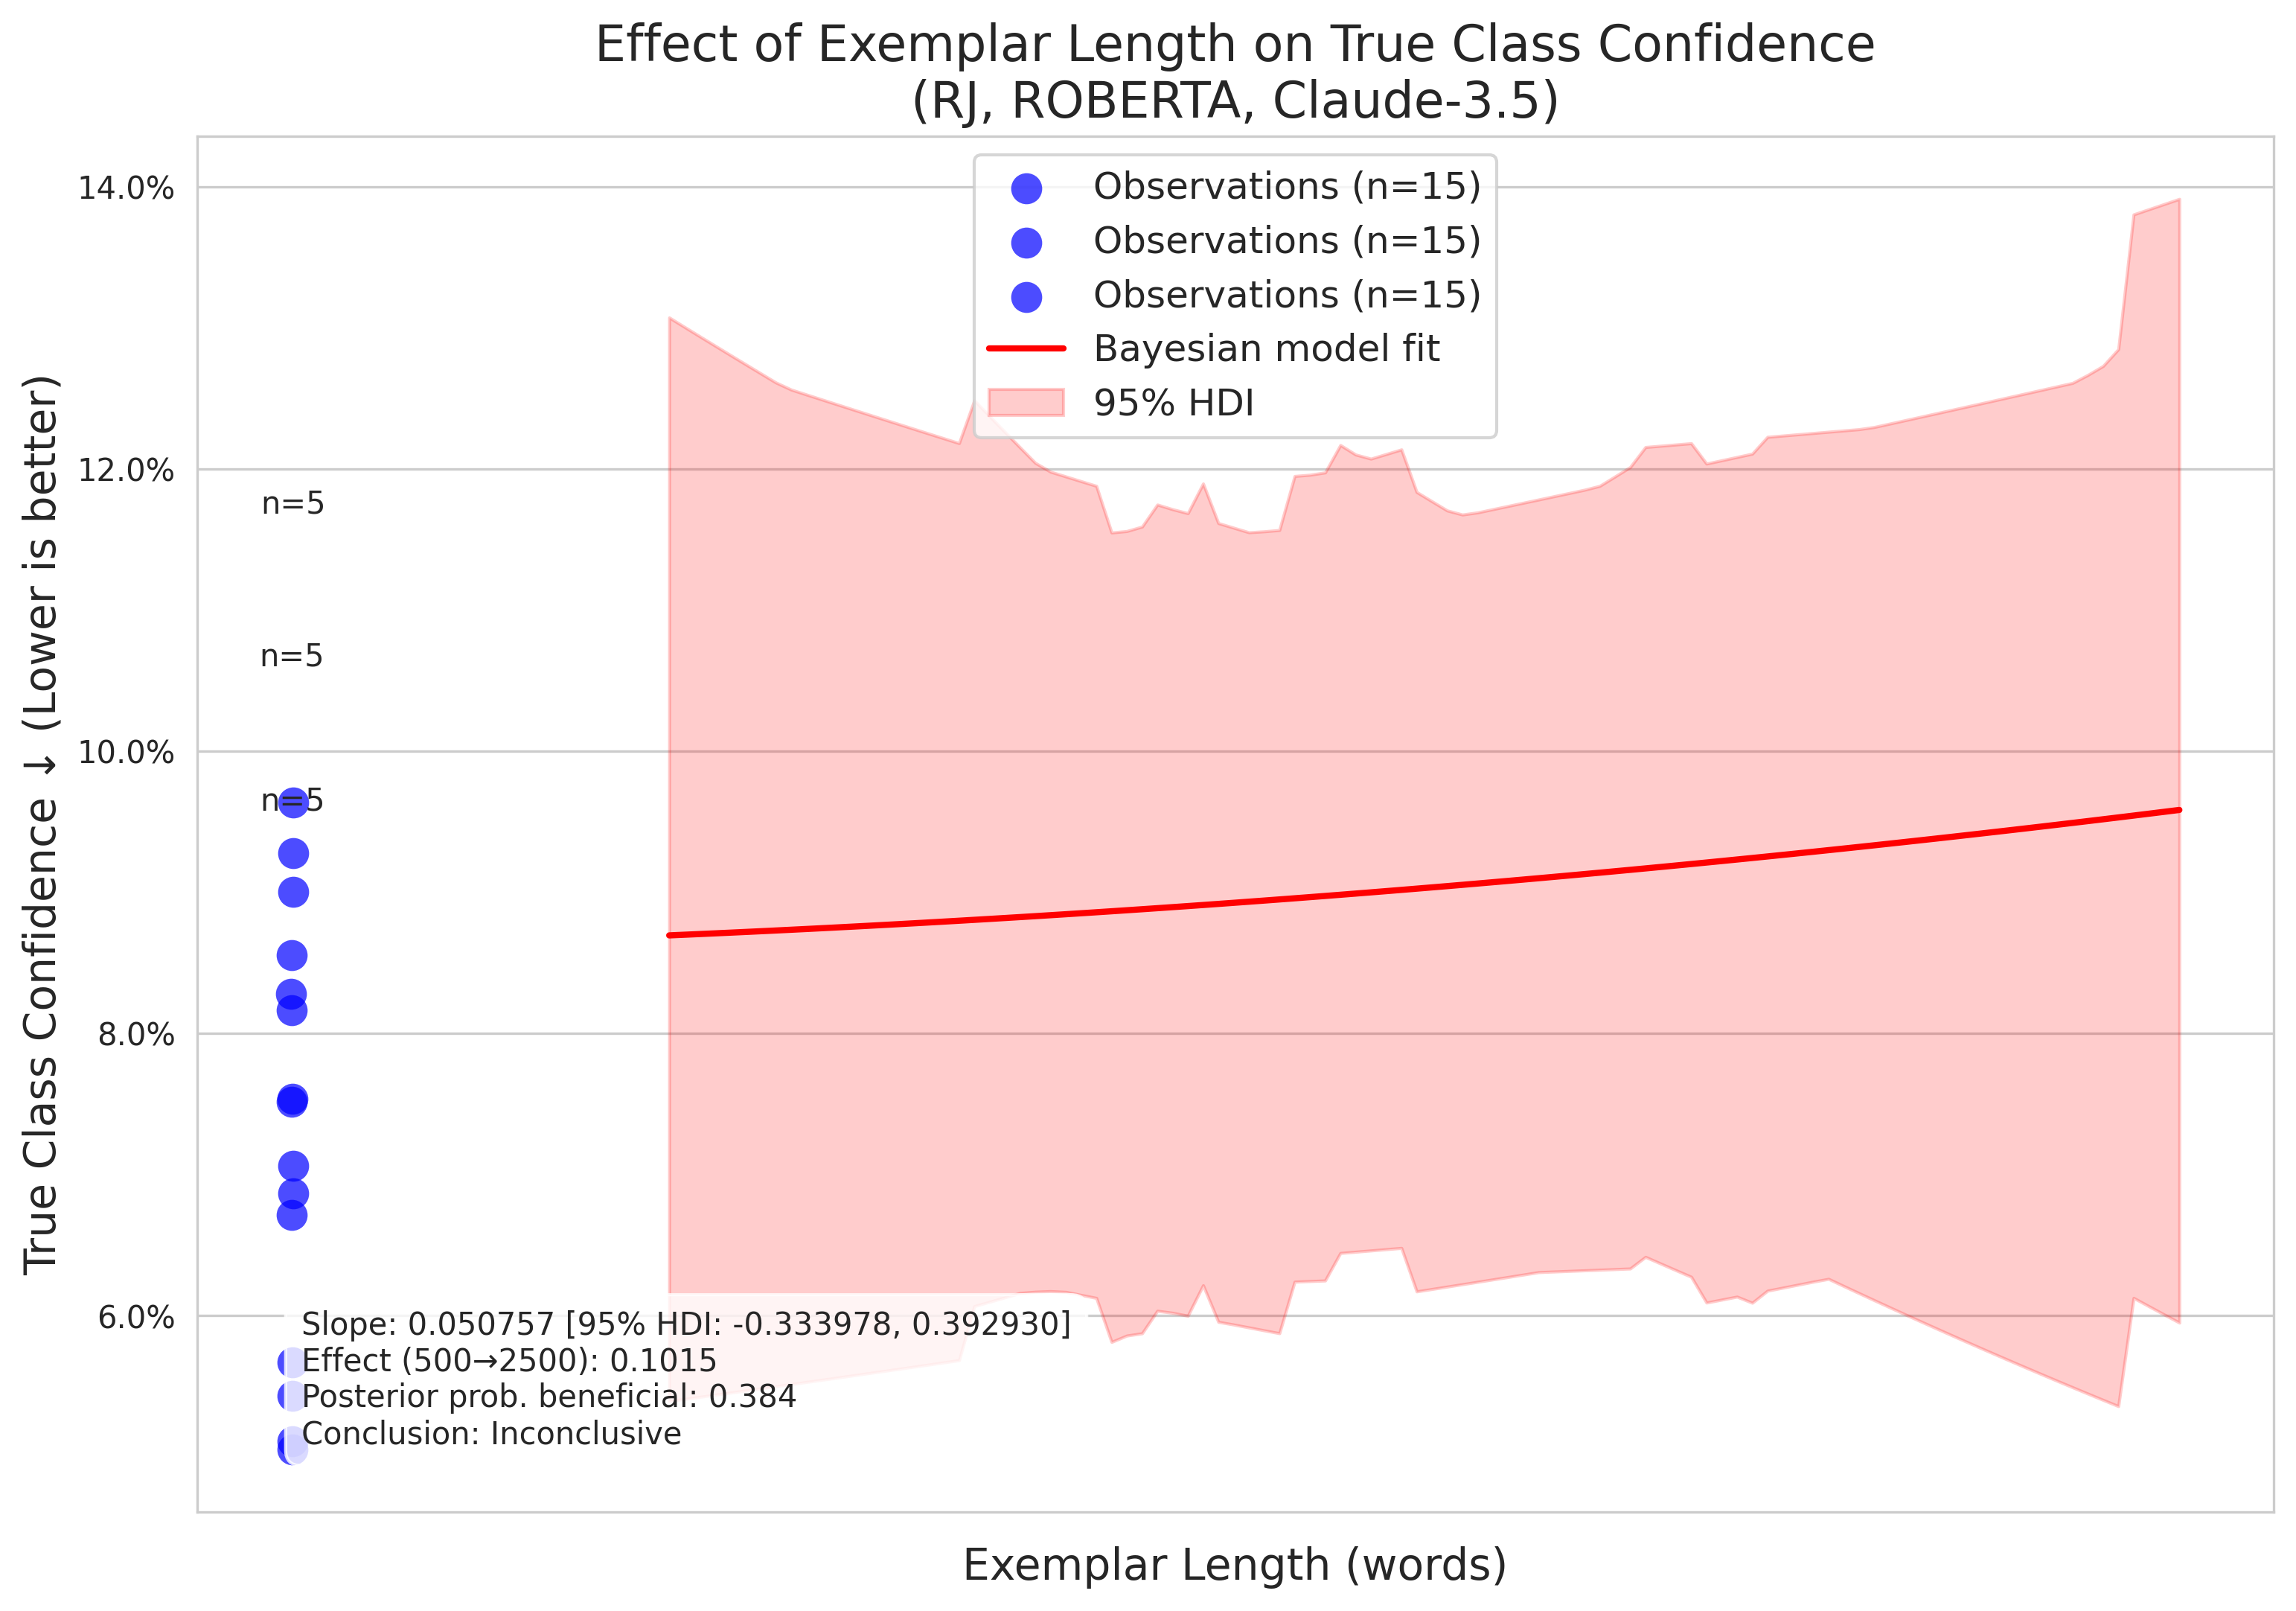 Effect of Exemplar Length on True Class Confidence
(RJ, ROBERTA, Claude-3.5)
True Class Confidence ↓ (Lower is better)
14.0%
12.0%
10.0%
8.0%
6.0%
Observations (n=15)
Observations (n=15)
Observations (n=15)
Bayesian model fit
95% HDI
n=5
n=5
n=5
Slope: 0.050757 [95% HDI: -0.333978, 0.392930]
Effect (500→2500): 0.1015
Posterior prob. beneficial: 0.384
Conclusion: Inconclusive
Exemplar Length (words)